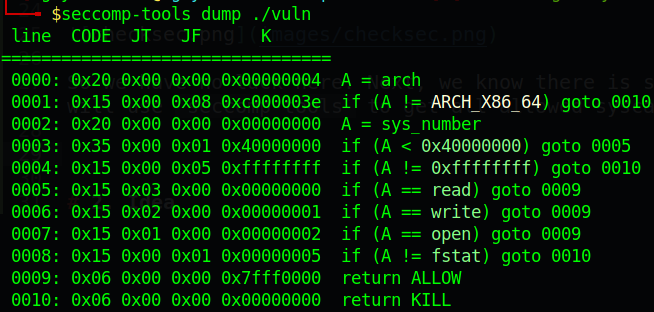 $seccomp-tools dump ./vuln
line CODE JT JF K
=================================
0000: 0x20 0x00 0x00 0x00000004 A = arch
0001: 0x15 0x00 0x08 0xc000003e if (A != ARCH_X86_64) goto 0010
0002: 0x20 0x00 0x00 0x00000000 A = sys_number
0003: 0x35 0x00 0x01 0x40000000 if (A < 0x40000000) goto 0005
0004: 0x15 0x00 0x05 0xffffffff if (A != 0xffffffff) goto 0010
0005: 0x15 0x03 0x00 0x00000000 if (A == read) goto 0009
0006: 0x15 0x02 0x00 0x00000001 if (A == write) goto 0009
0007: 0x15 0x01 0x00 0x00000002 if (A == open) goto 0009
0008: 0x15 0x00 0x01 0x00000005 if (A != fstat) goto 0010
0009: 0x06 0x00 0x00 0x7fff0000 return ALLOW
0010: 0x06 0x00 0x00 0x00000000 return KILL